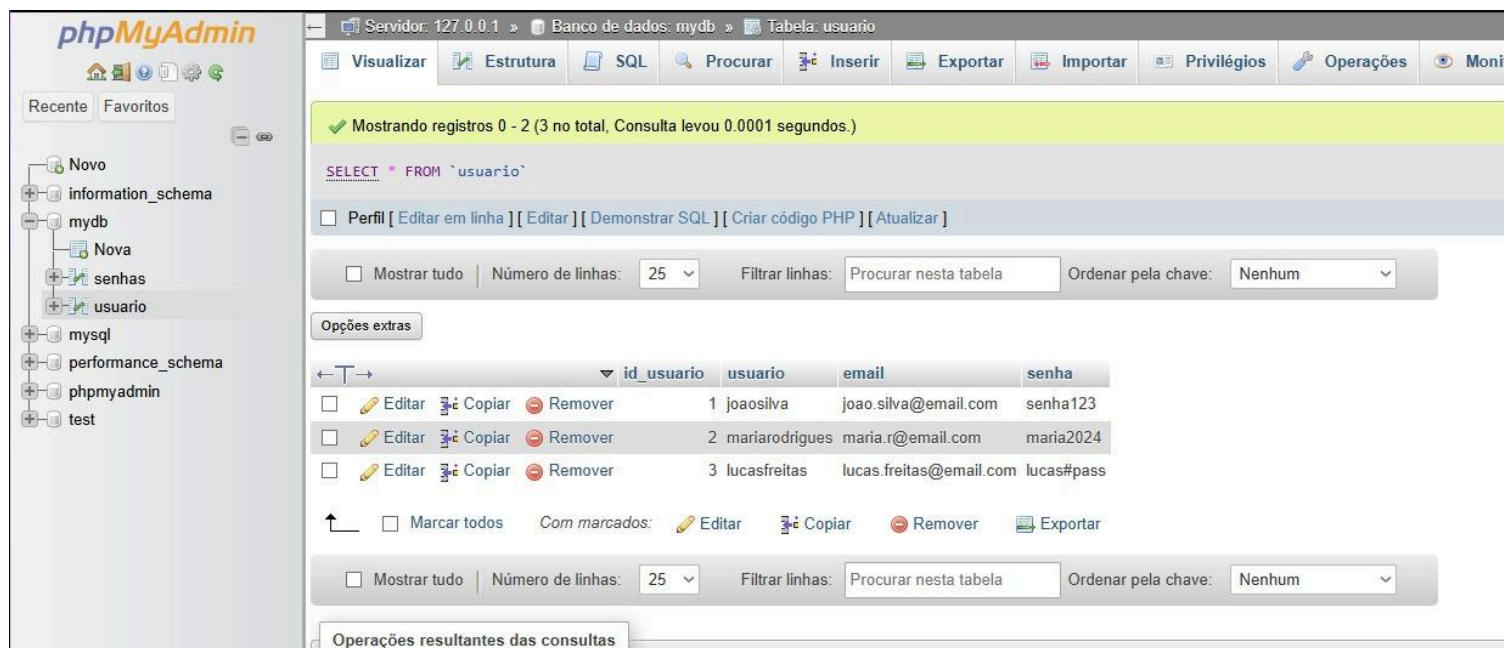 phpMyAdmin
Recente Favoritos
Novo
information_schema
mydb
Nova
senhas
usuario
mysql
performance_schema
phpmyadmin
test
Servidor: 127.0.0.1 » Banco de dados: mydb » Tabela: usuario
Visualizar Estrutura SQL Procurar Inserir Exportar Importar Privilégios Operações Moni
Mostrando registros 0 - 2 (3 no total, Consulta levou 0.0001 segundos.)
SELECT * FROM `usuario`
Perfil [ Editar em linha ] [ Editar ] [ Demonstrar SQL ] [ Criar código PHP ] [ Atualizar ]
Mostrar tudo | Número de linhas: 25 Filtrar linhas: Procurar nesta tabela Ordenar pela chave: Nenhum
Opções extras
←T→ id_usuario usuario email senha
Editar Copiar Remover 1 joaosilva joao.silva@email.com senha123
Editar Copiar Remover 2 mariarodrigues maria.r@email.com maria2024
Editar Copiar Remover 3 lucasfreitas lucas.freitas@email.com lucas#pass
Marcar todos Com marcados: Editar Copiar Remover Exportar
Mostrar tudo | Número de linhas: 25 Filtrar linhas: Procurar nesta tabela Ordenar pela chave: Nenhum
Operações resultantes das consultas